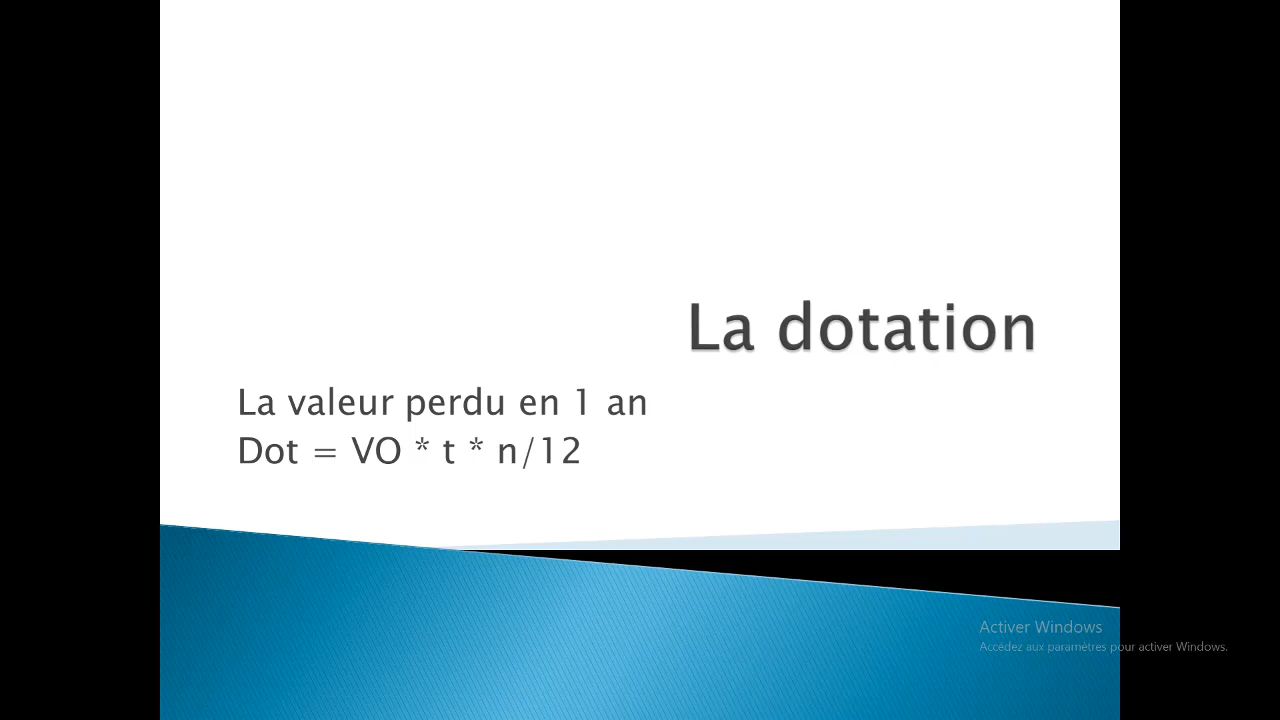 La dotation
La valeur perdu en 1 an
Dot = VO * t * n/12
Activer Windows
Accédez aux paramètres pour activer Windows.